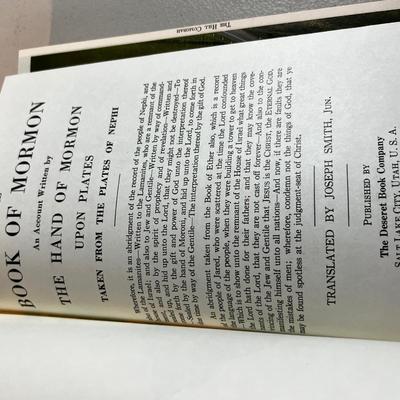 THE HILL CUMORAH
BOOK OF MORMON
An Account Written by
THE HAND OF MORMON
UPON PLATES
TAKEN FROM THE PLATES OF NEPHI
Wherefore, it is an abridgment of the record of the people of Nephi, and
of the Lamanites—Written to the Lamanites, who are a remnant of the
of Israel; and also to Jew and Gentile—Written by way of command-
and also by the spirit of prophecy and of revelation—Written and
up, and hid up unto the Lord, that they might not be destroyed—To
forth by the gift and power of God unto the interpretation thereof
Sealed by the hand of Moroni, and hid up unto the Lord, to come forth in
time by way of the Gentile—The interpretation thereof by the gift of God.
An abridgment taken from the Book of Ether also, which is a record
of the people of Jared, who were scattered at the time the Lord confounded
the language of the people, when they were building a tower to get to heaven
—Which is to show unto the remnant of the House of Israel what great things
the Lord hath done for their fathers; and that they may know the cove-
nants of the Lord, that they are not cast off forever—And also to the con-
vincing of the Jew and Gentile that JESUS is the CHRIST, the ETERNAL GOD,
manifesting himself unto all nations—And now, if there are faults they are
the mistakes of men; wherefore, condemn not the things of God, that ye
may be found spotless at the judgment-seat of Christ.
TRANSLATED BY JOSEPH SMITH, JUN.
PUBLISHED BY
The Deseret Book Company
SALT LAKE CITY, UTAH, U. S. A.